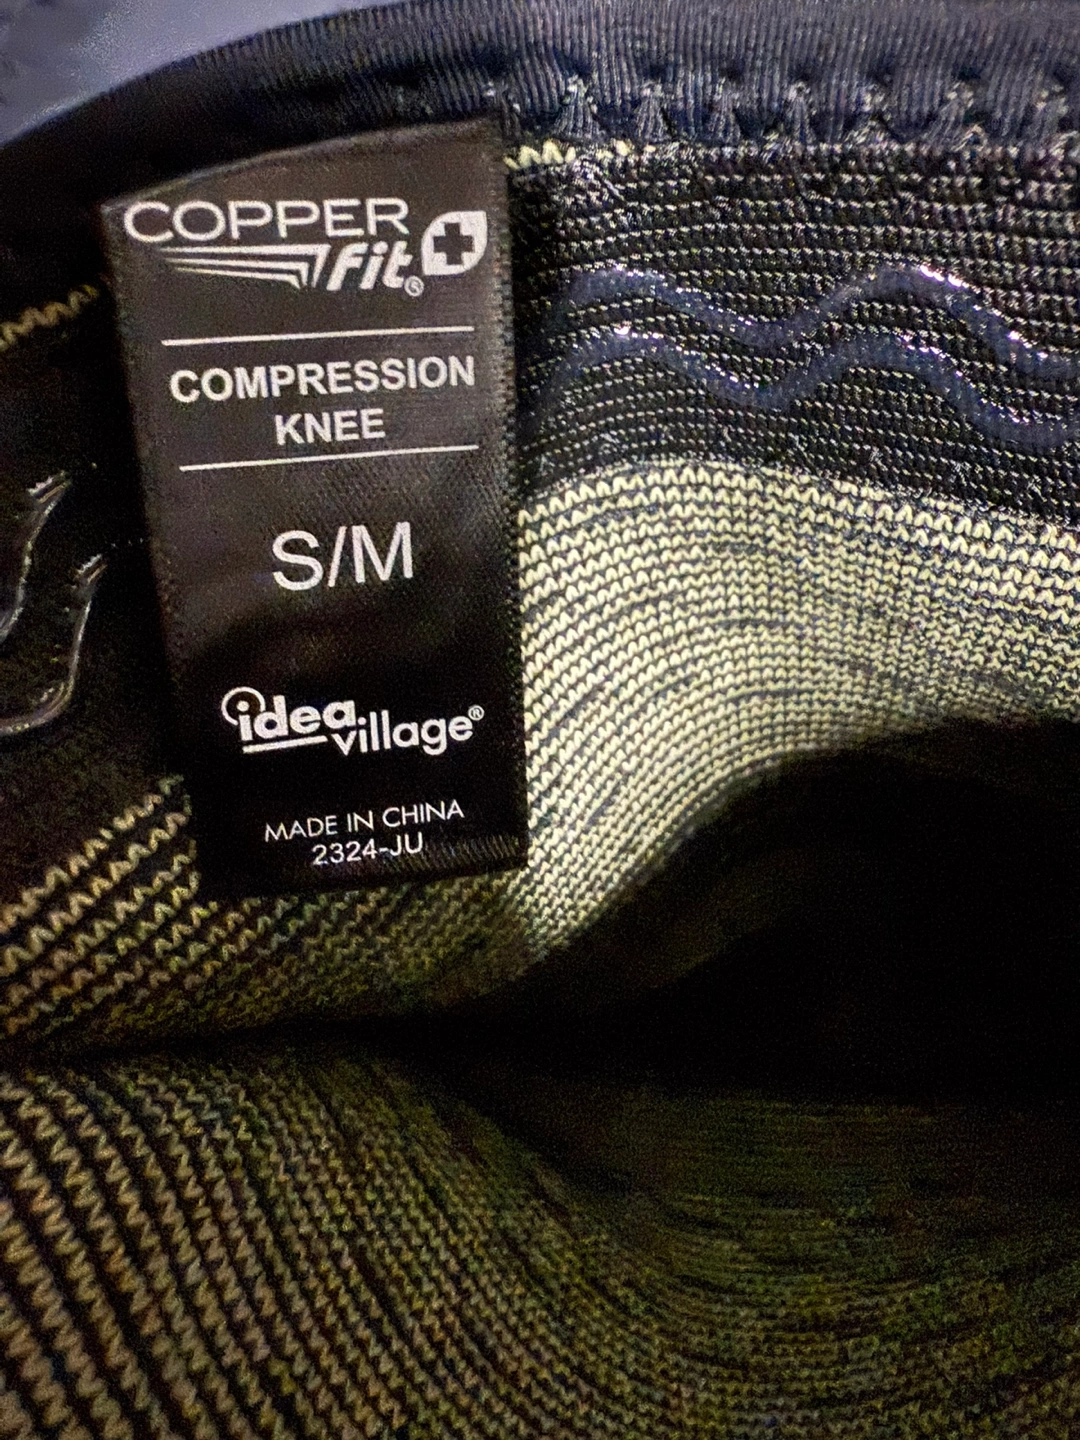 COPPER
fit®
COMPRESSION
KNEE
S/M
idea
village®
MADE IN CHINA
2324-JU